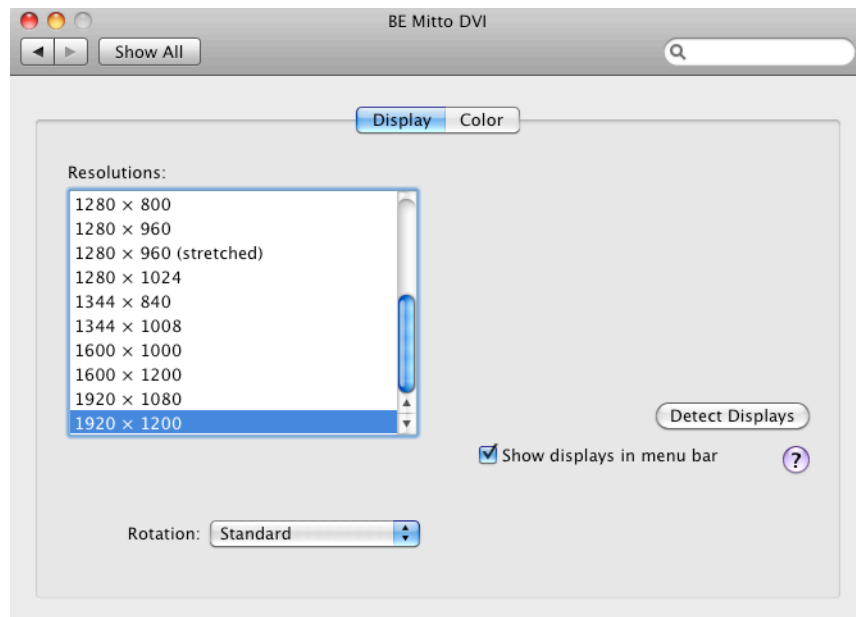 BE Mitto DVI
Show All
Display Color
Resolutions:
1280 × 800
1280 × 960
1280 × 960 (stretched)
1280 × 1024
1344 × 840
1344 × 1008
1600 × 1000
1600 × 1200
1920 × 1080
1920 × 1200
Detect Displays
Show displays in menu bar ?
Rotation: Standard